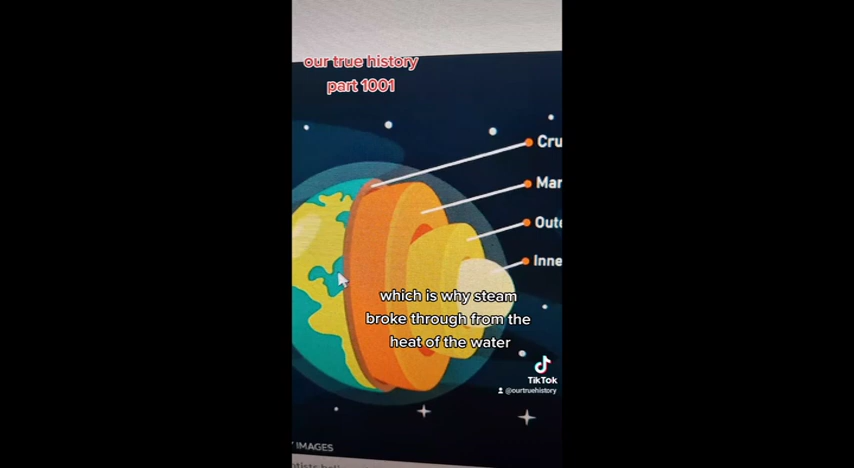 our true history
part 1001
Cru
Man
Oute
Inne
which is why steam
broke through from the
heat of the water
TikTok
@ourtruehistory
IMAGES